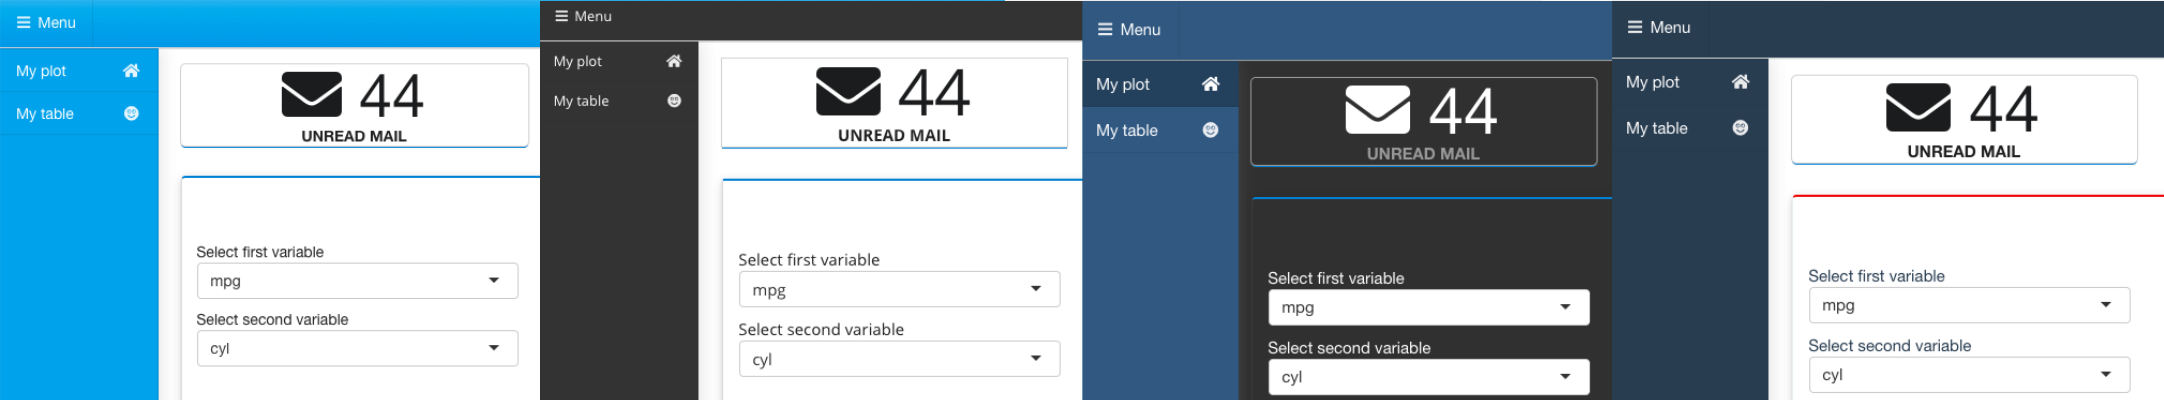 Menu
My plot
My table
44
UNREAD MAIL
Select first variable
mpg
Select second variable
cyl
Menu
My plot
My table
44
UNREAD MAIL
Select first variable
mpg
Select second variable
cyl
Menu
My plot
My table
44
UNREAD MAIL
Select first variable
mpg
Select second variable
cyl
Menu
My plot
My table
44
UNREAD MAIL
Select first variable
mpg
Select second variable
cyl